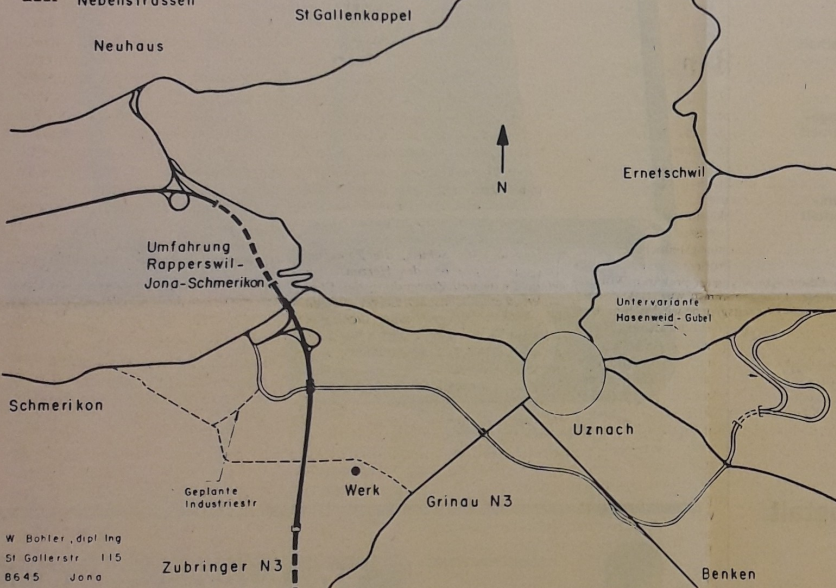 Nebenstrassen
St Gallenkappel
Neuhaus
N
Ernetschwil
Umfahrung
Rapperswil-
Jona-Schmerikon
Untervariante
Hasenweid-Gubel
Schmerikon
Uznach
Geplante
Industriestr
Werk
Grinau N3
W Bohler, dipl Ing
St Gallerstr 115
8645 Jona
Zubringer N3
Benken